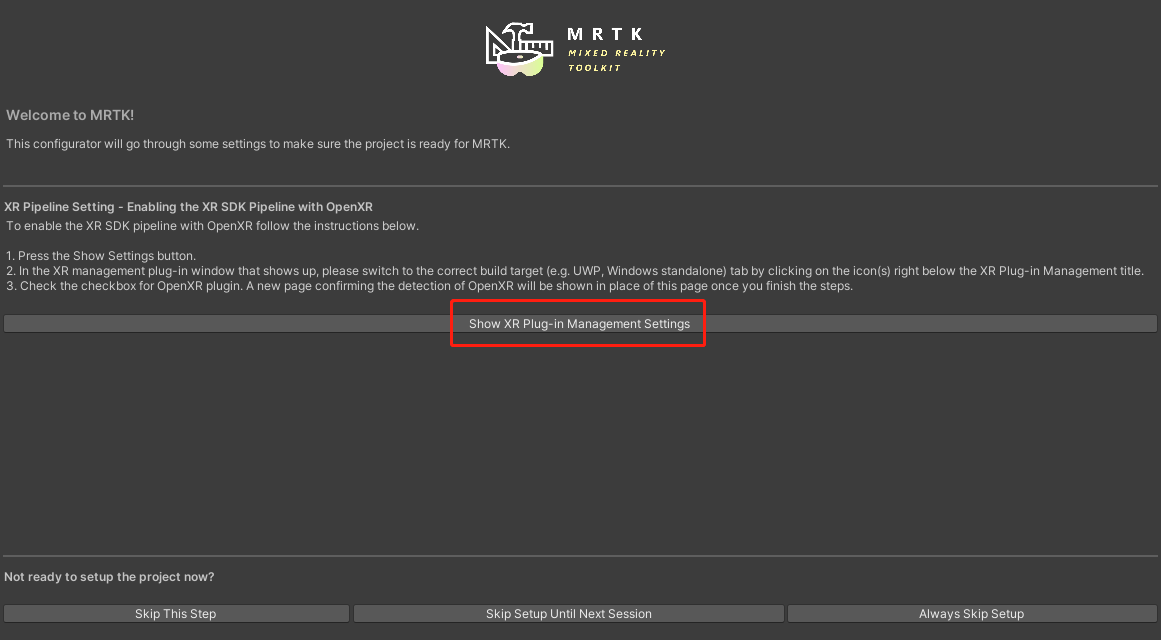 MRTK
MIXED REALITY
TOOLKIT
Welcome to MRTK!
This configurator will go through some settings to make sure the project is ready for MRTK.
XR Pipeline Setting - Enabling the XR SDK Pipeline with OpenXR
To enable the XR SDK pipeline with OpenXR follow the instructions below.
1. Press the Show Settings button.
2. In the XR management plug-in window that shows up, please switch to the correct build target (e.g. UWP, Windows standalone) tab by clicking on the icon(s) right below the XR Plug-in Management title.
3. Check the checkbox for OpenXR plugin. A new page confirming the detection of OpenXR will be shown in place of this page once you finish the steps.
Show XR Plug-in Management Settings
Not ready to setup the project now?
Skip This Step
Skip Setup Until Next Session
Always Skip Setup